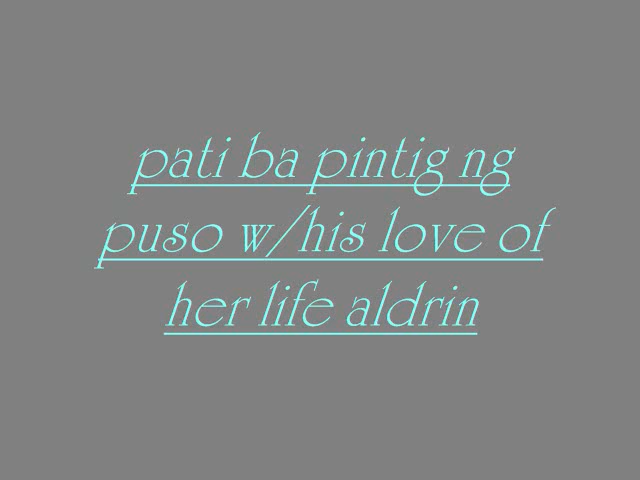 pati ba pintig ng
puso w/his love of
her life aldrin